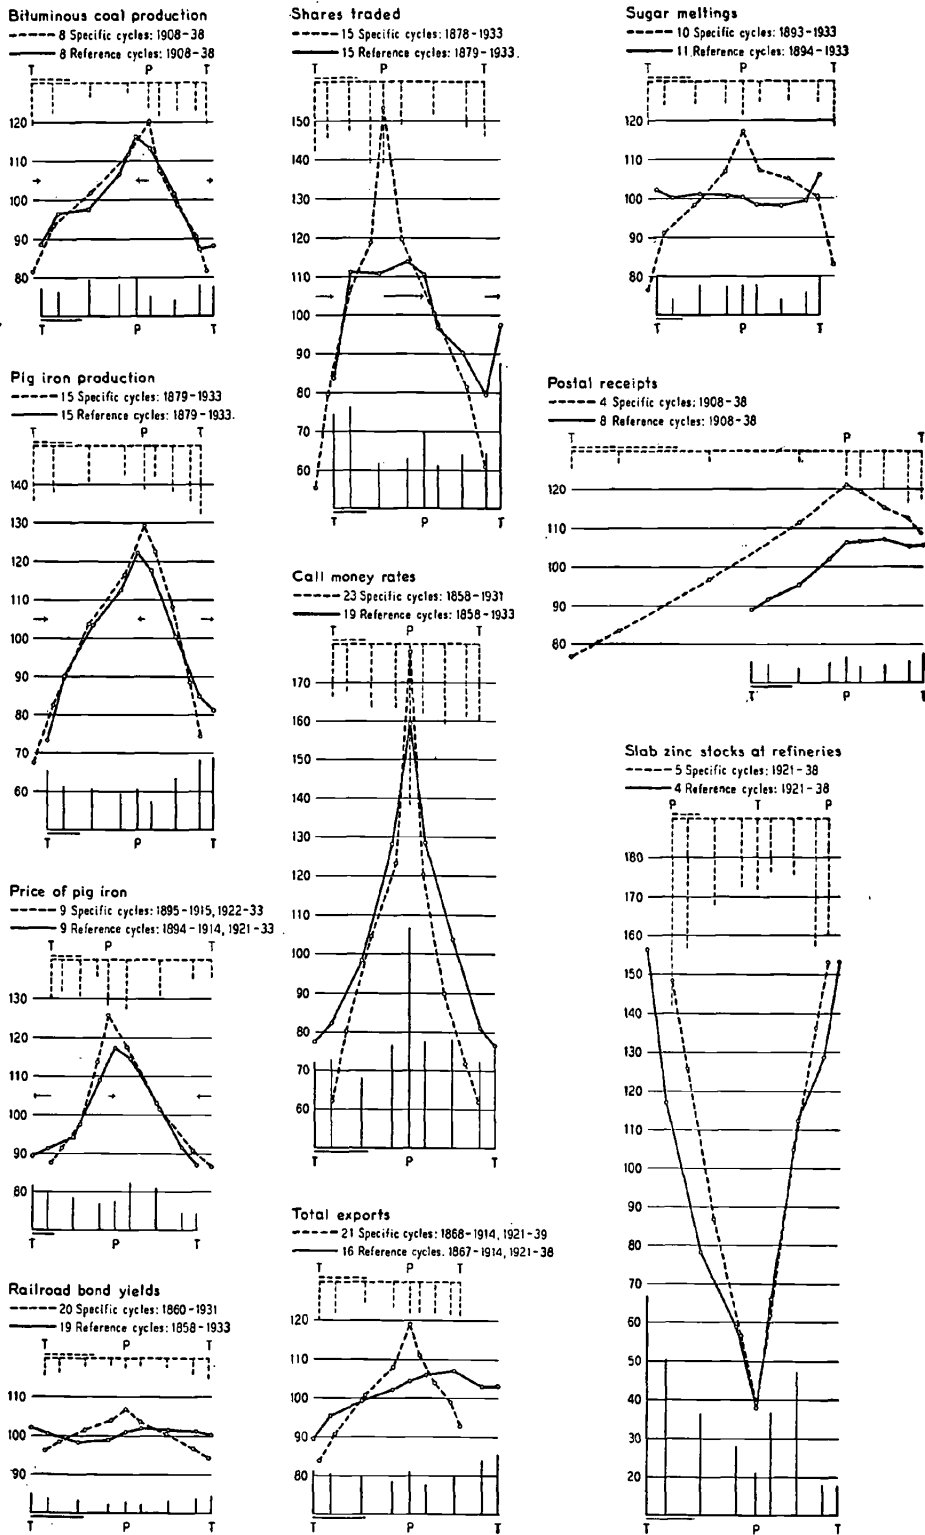 Bituminous coal production
8 Specific cycles: 1908-38
8 Reference cycles: 1908-38
T P T
120
110
100
90
80
T P T
Pig iron production
15 Specific cycles: 1879-1933
15 Reference cycles: 1879-1933.
T P T
140
130
120
110
100
90
80
70
60
T P T
Price of pig iron
9 Specific cycles: 1895-1915, 1922-33
9 Reference cycles: 1894-1914, 1921-33
T P T
130
120
110
100
90
80
T P T
Railroad bond yields
20 Specific cycles: 1860-1931
19 Reference cycles: 1858-1933
T P T
110
100
90
T P T
Shares traded
15 Specific cycles: 1878-1933
15 Reference cycles: 1879-1933.
T P T
150
140
130
120
110
100
90
80
70
60
T P T
Call money rates
23 Specific cycles: 1858-1931
19 Reference cycles: 1858-1933
T P T
170
160
150
140
130
120
110
100
90
80
70
60
T P T
Total exports
21 Specific cycles: 1868-1914, 1921-39
16 Reference cycles. 1867-1914, 1921-38
T P T
120
110
100
90
80
T P T
Sugar meltings
10 Specific cycles: 1893-1933
11 Reference cycles: 1894-1933
T P T
120
110
100
90
80
T P T
Postal receipts
4 Specific cycles: 1908-38
8 Reference cycles: 1908-38
T P T
120
110
100
90
80
T P T
Slab zinc stocks at refineries
5 Specific cycles: 1921-38
4 Reference cycles: 1921-38
P T P
180
170
160
150
140
130
120
110
100
90
80
70
60
50
40
30
20
T P T